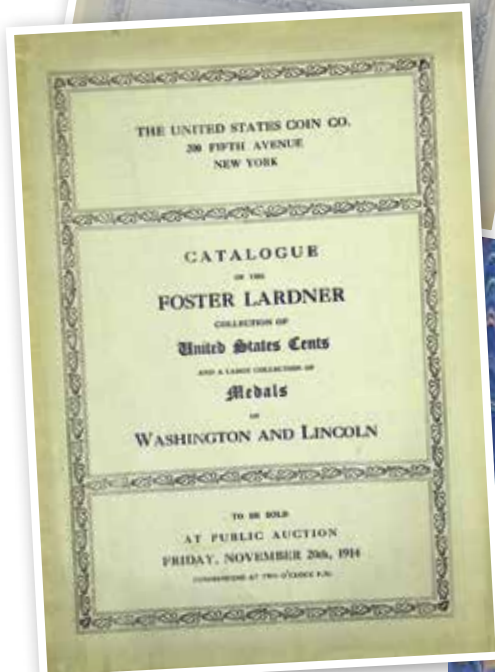 THE UNITED STATES COIN CO.
200 FIFTH AVENUE
NEW YORK
CATALOGUE
OF THE
FOSTER LARDNER
COLLECTION OF
United States Cents
AND A LARGE COLLECTION OF
Medals
OF
WASHINGTON AND LINCOLN
TO BE SOLD
AT PUBLIC AUCTION
FRIDAY, NOVEMBER 20th, 1914
COMMENCING AT TWO O'CLOCK P.M.